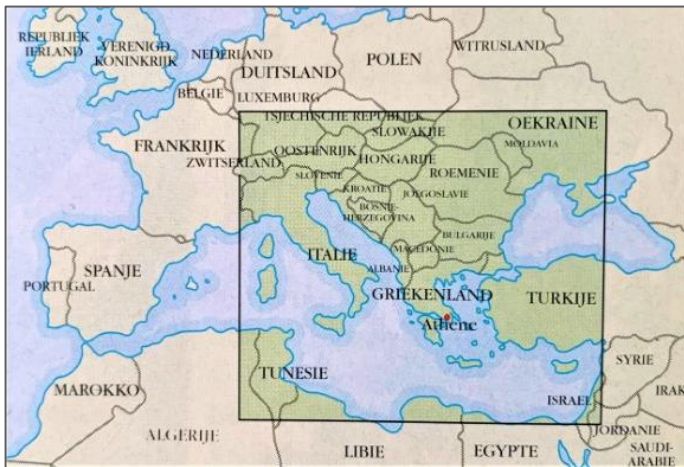 REPUBLIEK
IERLAND
VERENIGD
KONINKRIJK
NEDERLAND
DUITSLAND
POLEN
WITRUSLAND
BELGIE
LUXEMBURG
TSJECHISCHE REPUBLIEK
SLOWAKIJE
OEKRAINE
MOLDAVIA
FRANKRIJK
ZWITSERLAND
OOSTENRIJK
HONGARIJE
ROEMENIE
SLOVENIE
KROATIE
JOEGOSLAVIE
BOSNIE-
HERZEGOVINA
BULGARIJE
ITALIE
MACEDONIE
ALBANIE
SPANJE
PORTUGAL
GRIEKENLAND
TURKIJE
Athene
SYRIE
TUNESIE
MAROKKO
IRAK
ISRAEL
JORDANIE
ALGERIJE
LIBIE
EGYPTE
SAUDI-
ARABIE